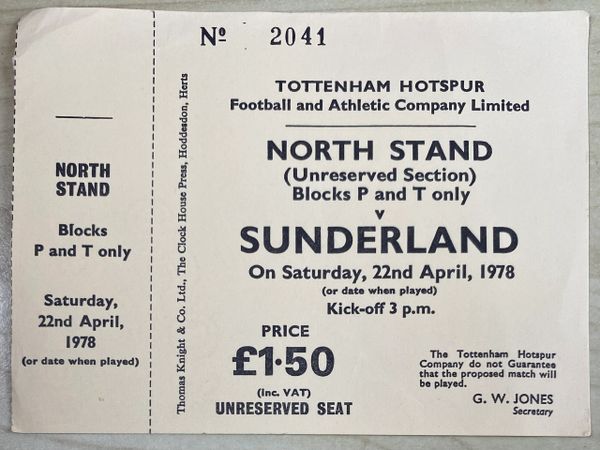 NORTH
STAND
Blocks
P and T only
Saturday,
22nd April,
1978
(or date when played)
Thomas Knight & Co. Ltd., The Clock House Press, Hoddesdon, Herts
Nº 2041
TOTTENHAM HOTSPUR
Football and Athletic Company Limited
NORTH STAND
(Unreserved Section)
Blocks P and T only
v
SUNDERLAND
On Saturday, 22nd April, 1978
(or date when played)
Kick-off 3 p.m.
PRICE
£1·50
(inc. VAT)
UNRESERVED SEAT
The Tottenham Hotspur
Company do not Guarantee
that the proposed match will
be played.
G. W. JONES
Secretary